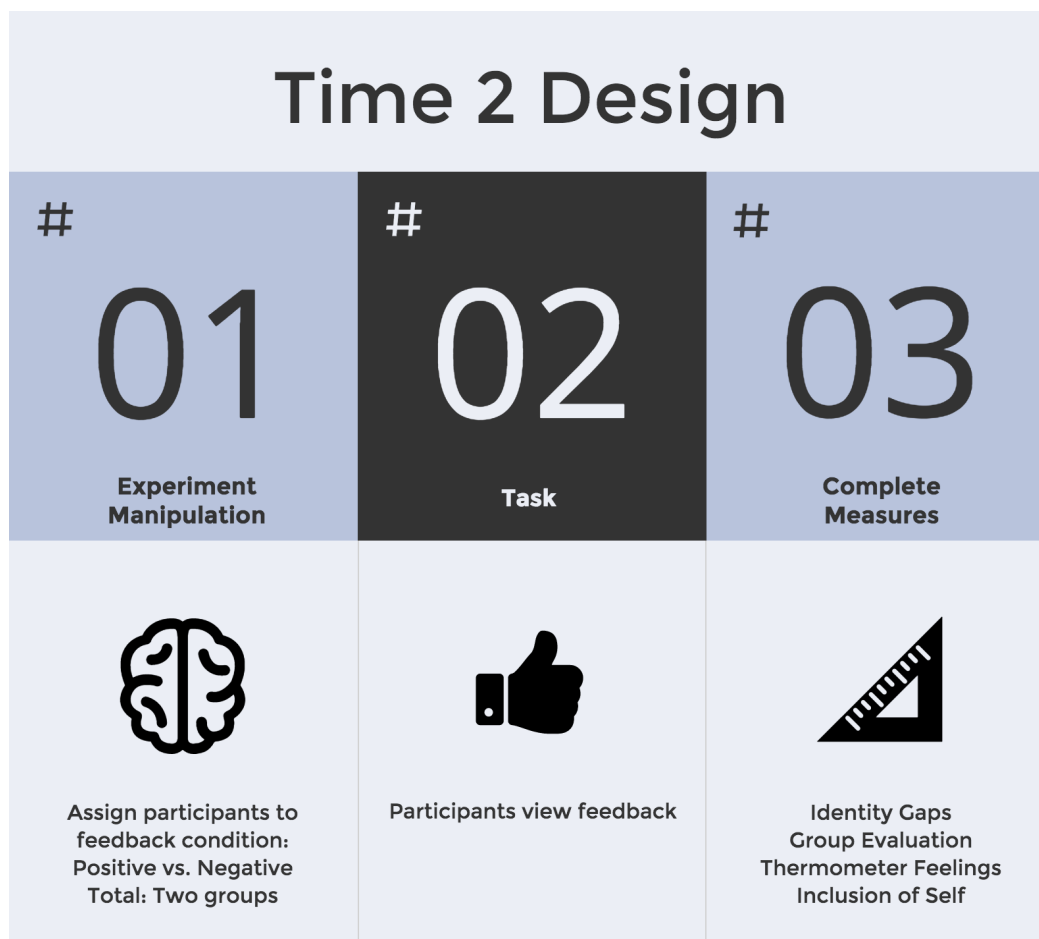 Time 2 Design
#
01
Experiment
Manipulation
#
02
Task
#
03
Complete
Measures
Assign participants to
feedback condition:
Positive vs. Negative
Total: Two groups
Participants view feedback
Identity Gaps
Group Evaluation
Thermometer Feelings
Inclusion of Self